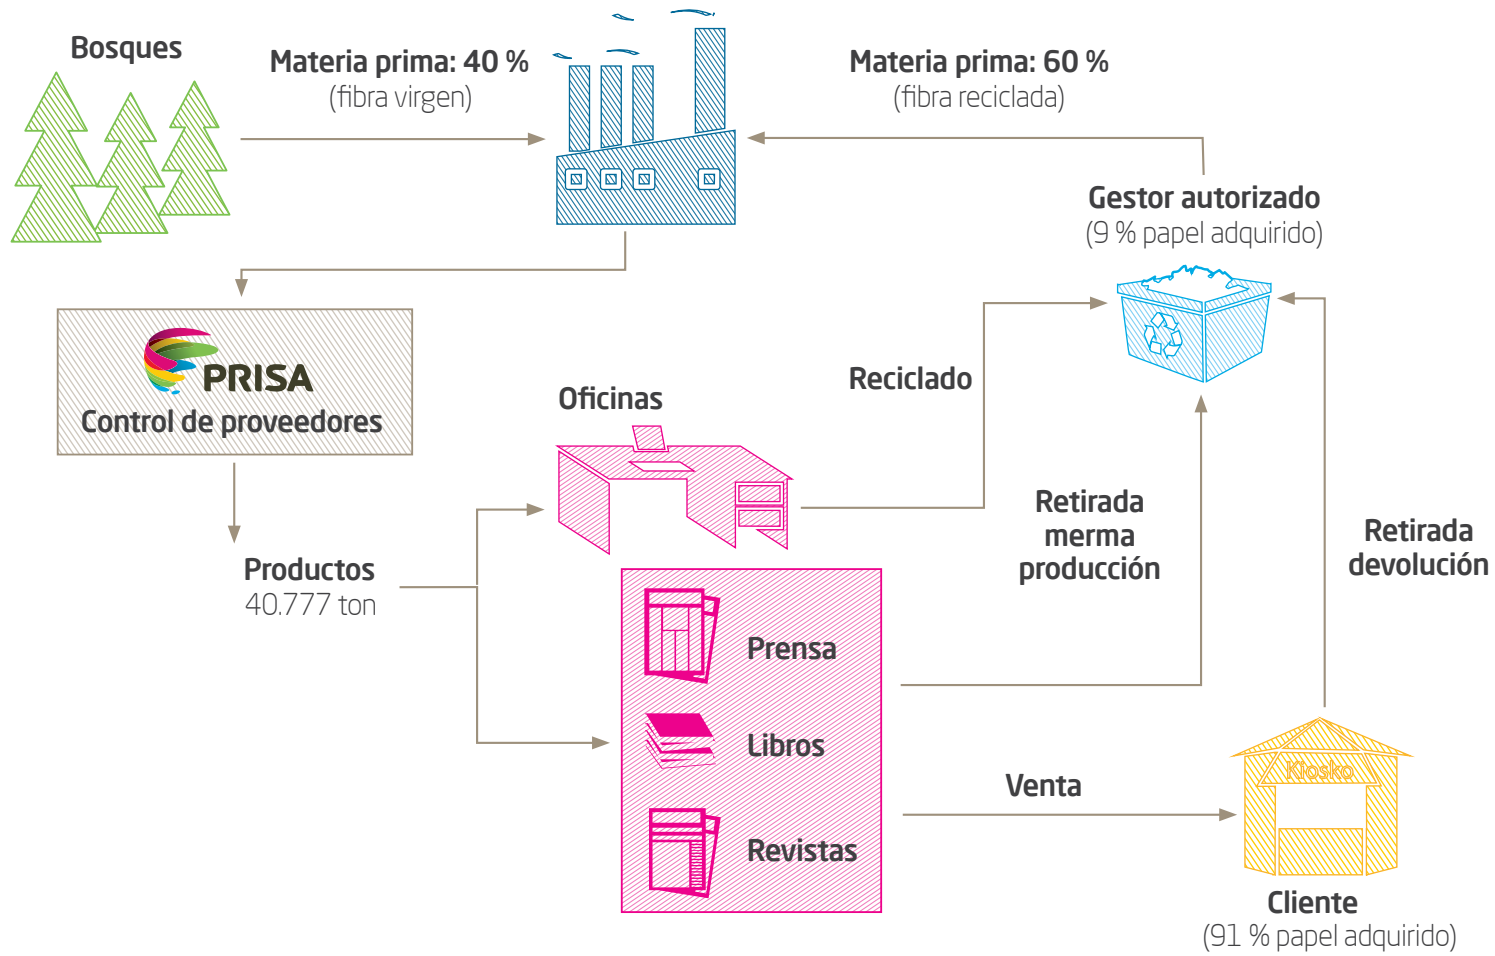 Bosques
Materia prima: 40 %
(fibra virgen)
Materia prima: 60 %
(fibra reciclada)
Gestor autorizado
(9 % papel adquirido)
PRISA
Control de proveedores
Oficinas
Reciclado
Retirada
merma
producción
Retirada
devolución
Productos
40.777 ton
Prensa
Libros
Revistas
Venta
Kiosko
Cliente
(91 % papel adquirido)